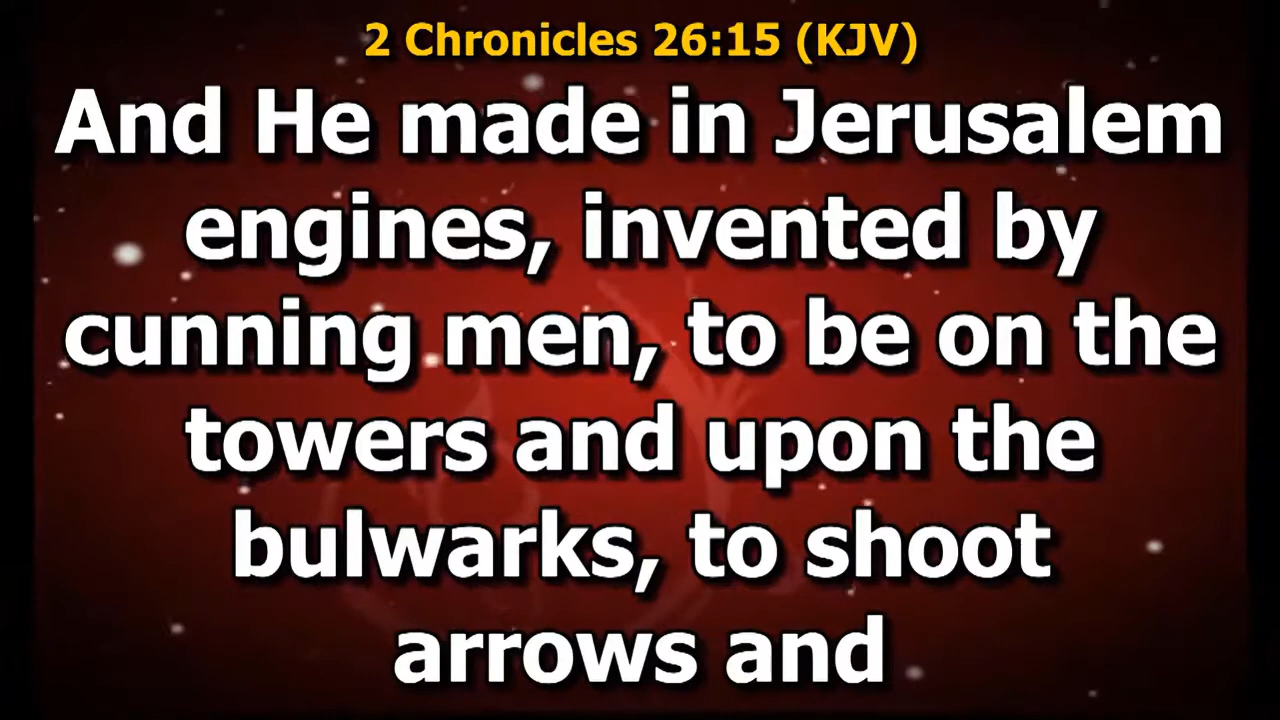 2 Chronicles 26:15 (KJV)
And He made in Jerusalem
engines, invented by
cunning men, to be on the
towers and upon the
bulwarks, to shoot
arrows and